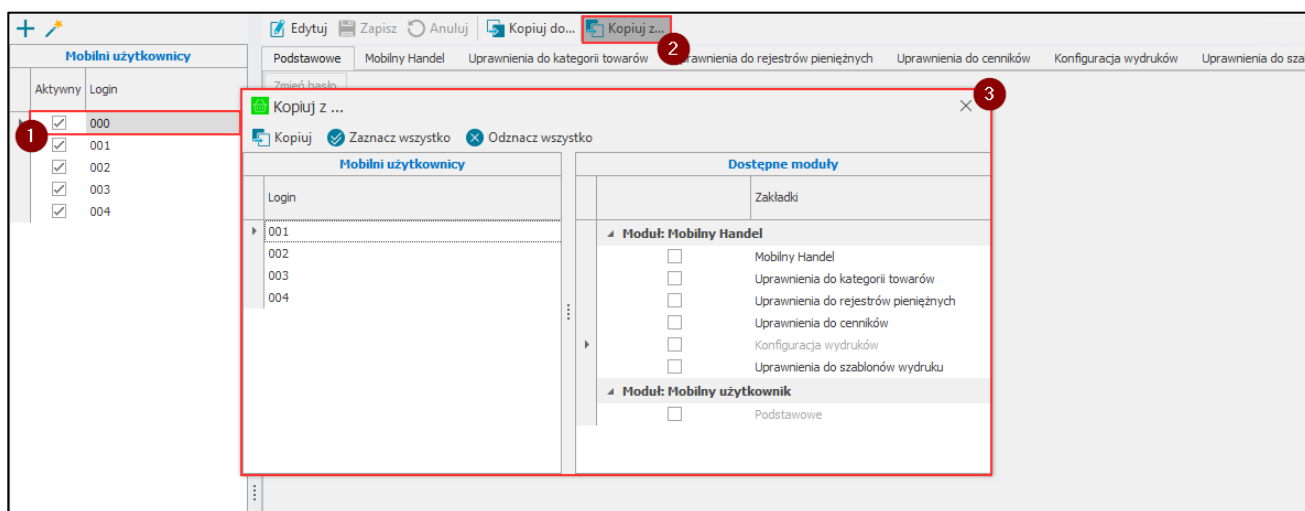 Edytuj Zapisz Anuluj Kopiuj do... Kopiuj z...
2
Mobilni użytkownicy
Podstawowe Mobilny Handel Uprawnienia do kategorii towarów Uprawnienia do rejestrów pieniężnych Uprawnienia do cenników Konfiguracja wydruków Uprawnienia do sza
Aktywny Login
Zmień hasło
3
1
000
001
002
003
004
Kopiuj z ...
Kopiuj Zaznacz wszystko Odznacz wszystko
Mobilni użytkownicy
Login
001
002
003
004
Dostępne moduły
Zakładki
Moduł: Mobilny Handel
Mobilny Handel
Uprawnienia do kategorii towarów
Uprawnienia do rejestrów pieniężnych
Uprawnienia do cenników
Konfiguracja wydruków
Uprawnienia do szablonów wydruku
Moduł: Mobilny użytkownik
Podstawowe